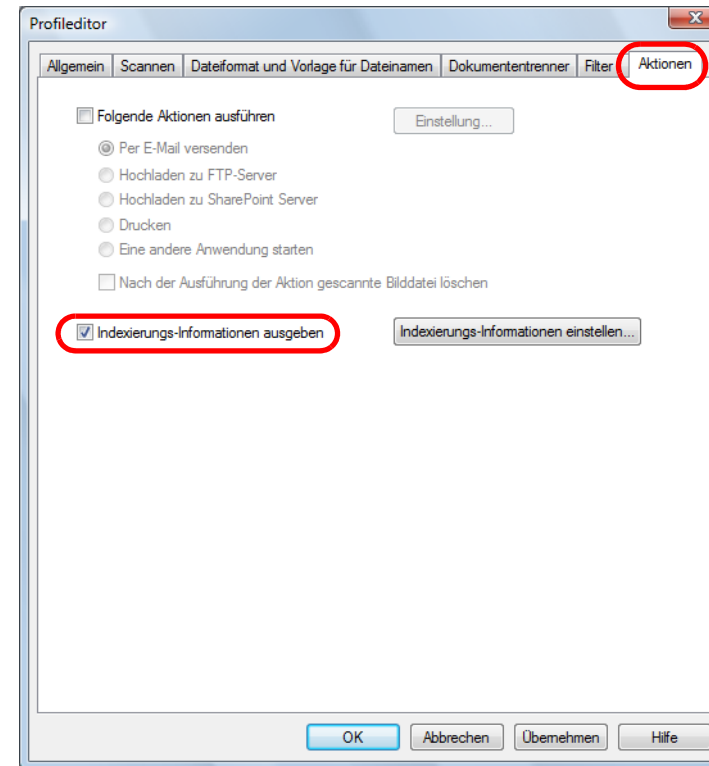 Profileditor
Allgemein Scannen Dateiformat und Vorlage für Dateinamen Dokumententrenner Filter Aktionen
Folgende Aktionen ausführen Einstellung...
Per E-Mail versenden
Hochladen zu FTP-Server
Hochladen zu SharePoint Server
Drucken
Eine andere Anwendung starten
Nach der Ausführung der Aktion gescannte Bilddatei löschen
Indexierungs-Informationen ausgeben Indexierungs-Informationen einstellen...
OK Abbrechen Übernehmen Hilfe